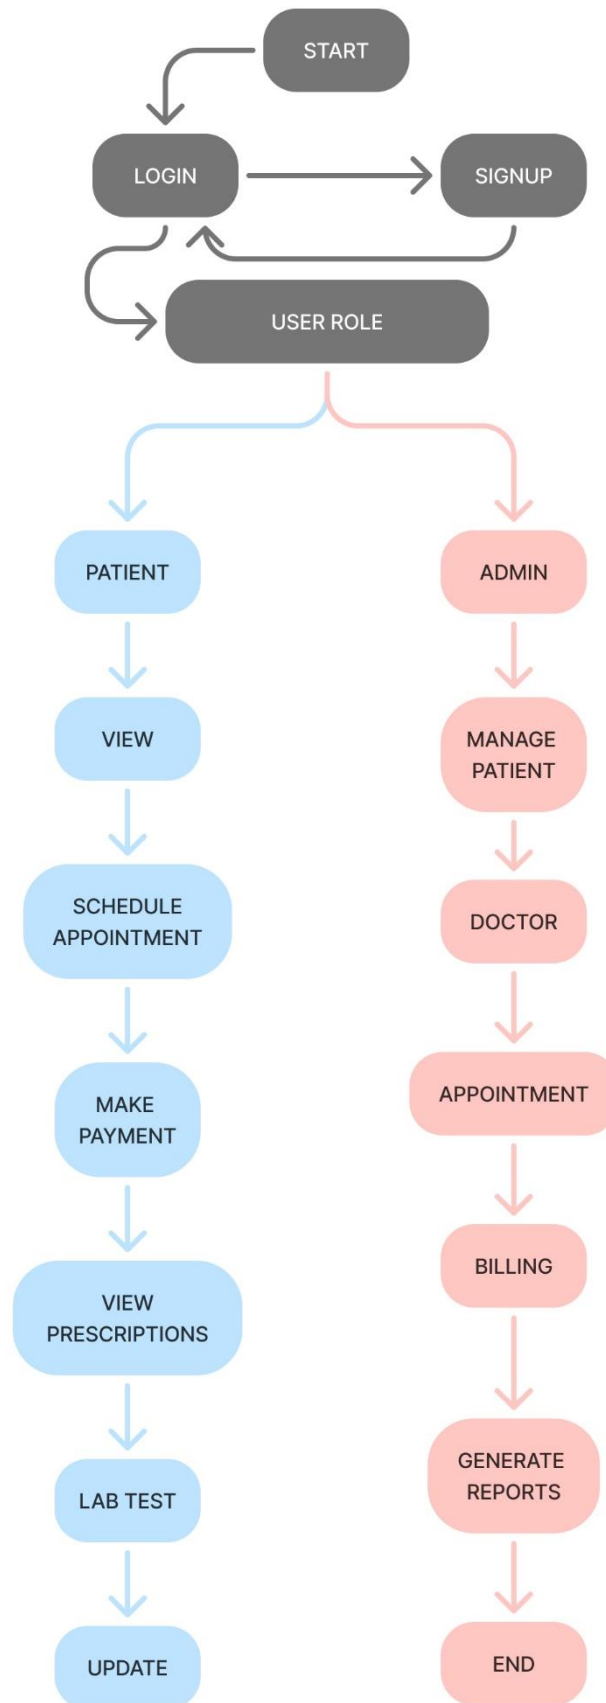 START
LOGIN
SIGNUP
USER ROLE
PATIENT
ADMIN
VIEW
MANAGE
PATIENT
SCHEDULE
APPOINTMENT
DOCTOR
MAKE
PAYMENT
APPOINTMENT
VIEW
PRESCRIPTIONS
BILLING
LAB TEST
GENERATE
REPORTS
UPDATE
END